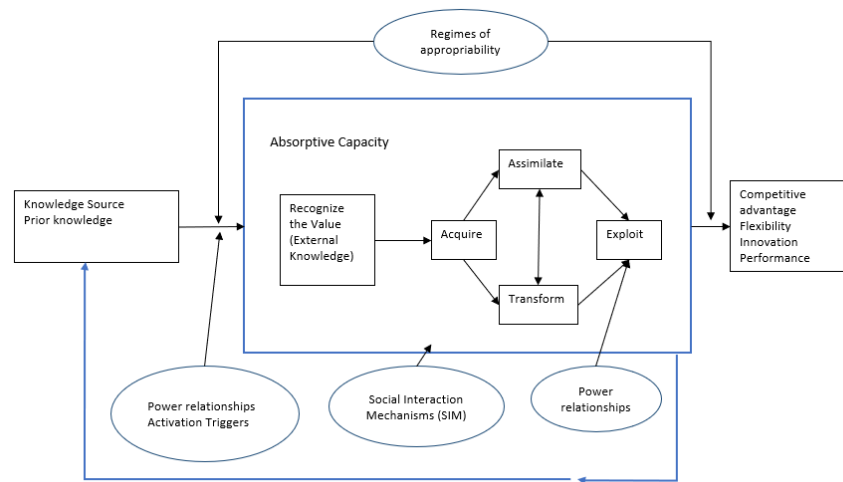 Regimes of
appropriability
Absorptive Capacity
Assimilate
Knowledge Source
Prior knowledge
Recognize
the Value
(External
Knowledge)
Acquire
Exploit
Competitive
advantage
Flexibility
Innovation
Performance
Transform
Power relationships
Activation Triggers
Social Interaction
Mechanisms (SIM)
Power
relationships